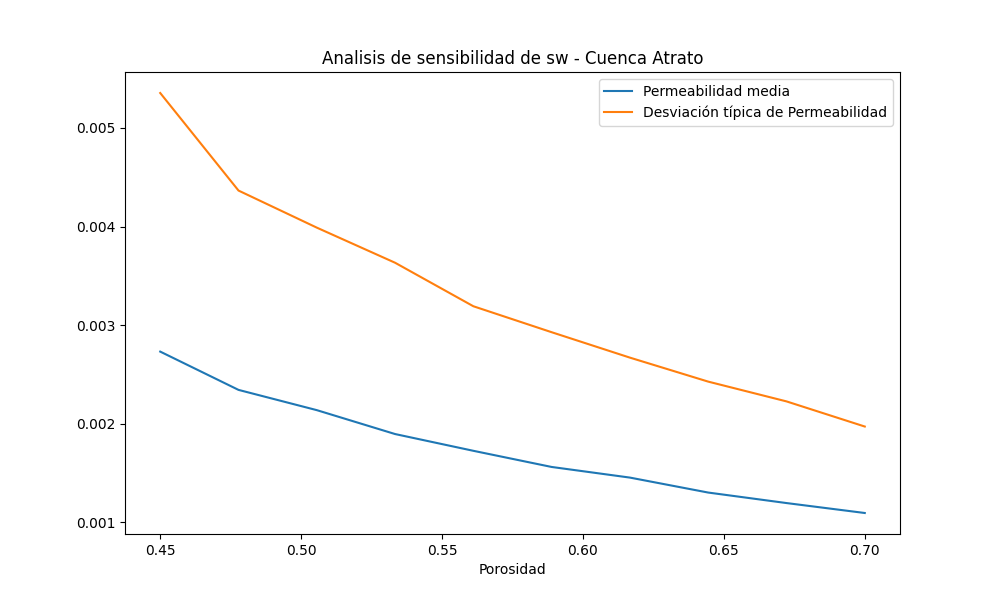 Analisis de sensibilidad de sw - Cuenca Atrato
Permeabilidad media
Desviación típica de Permeabilidad
0.005
0.004
0.003
0.002
0.001
0.45
0.50
0.55
0.60
0.65
0.70
Porosidad